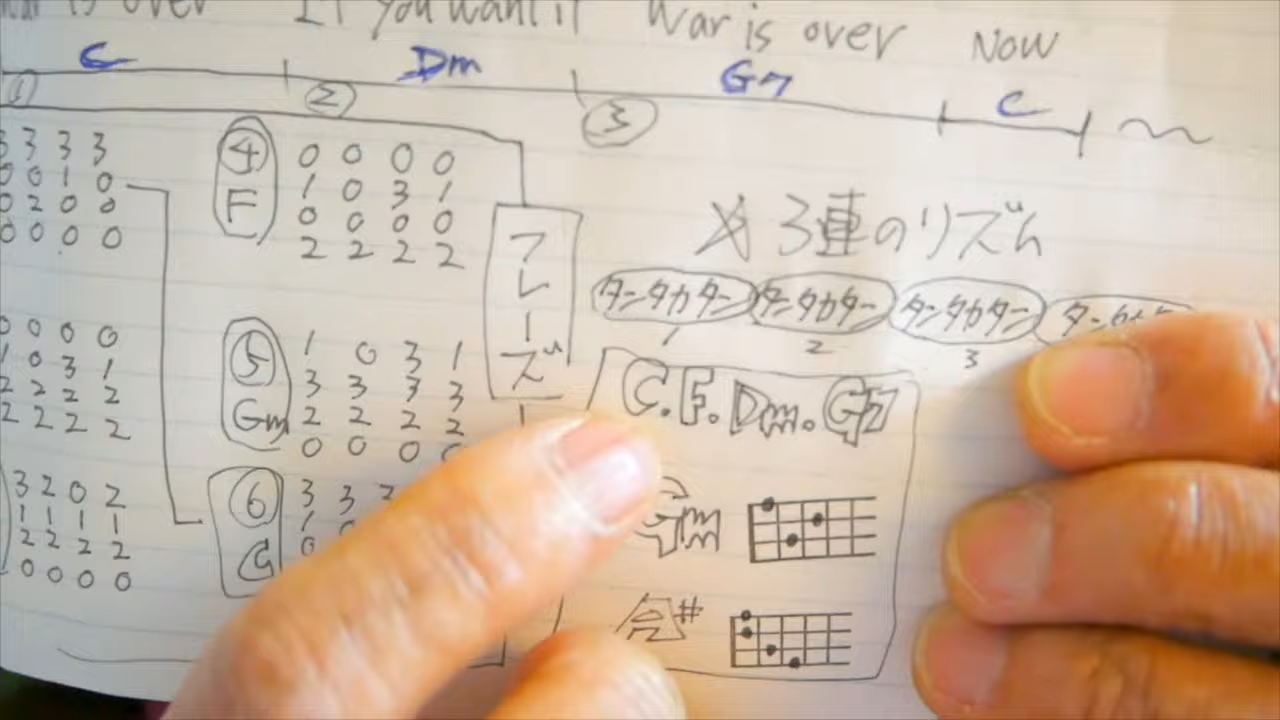 is over If you want it War is over Now
C Dm G7 C
① ② ③
3 3 3 3 ④ 0 0 0 0
0 0 1 0 F 1 0 3 1
0 2 0 0 0 0 0 0
0 0 0 0 2 2 2 2
フレーズ
3連のリズム
タンタカタン タンタカタン タンタカタン
1 2 3
0 0 0 0 ⑤ 1 0 3 1
1 0 3 1 Gm 3 3 3 3
2 2 2 2 2 2 2 2
2 2 2 2 0 0 0
C.F.Dm.G7
3 2 0 2 ⑥ 3 3
1 1 1 1 C 1
2 2 2 2 0
0 0 0 0
Gm
#